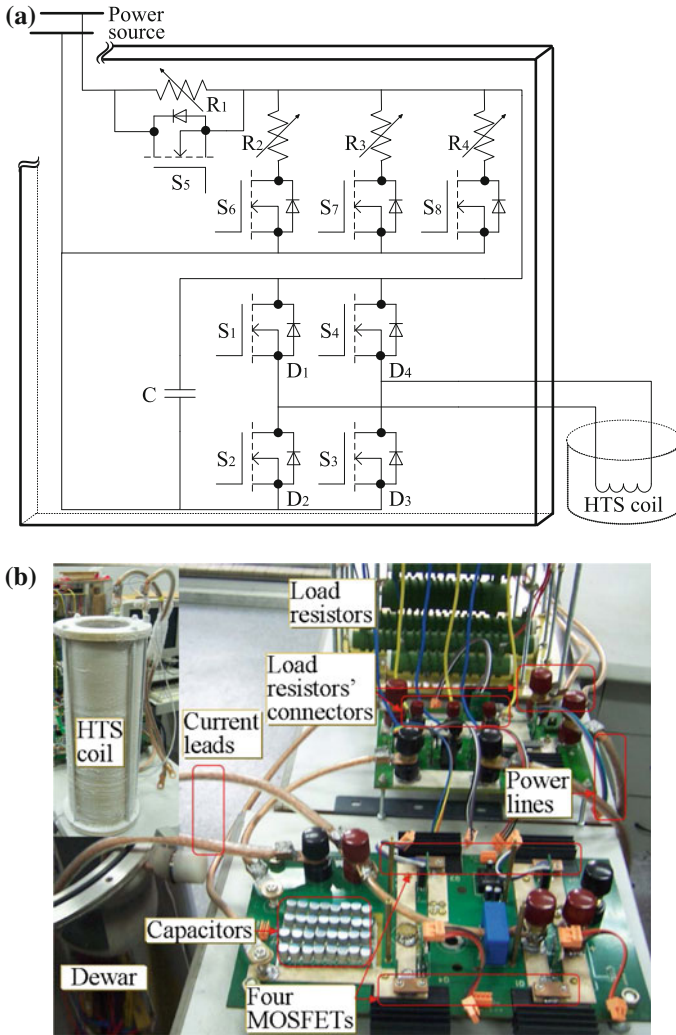 (a)
Power
source
R1
R2
R3
R4
S5
S6
S7
S8
S1
S4
D1
D4
C
S2
S3
D2
D3
HTS coil
(b)
Load
resistors
Load
resistors'
connectors
HTS
coil
Current
leads
Power
lines
Capacitors
Dewar
Four
MOSFETs